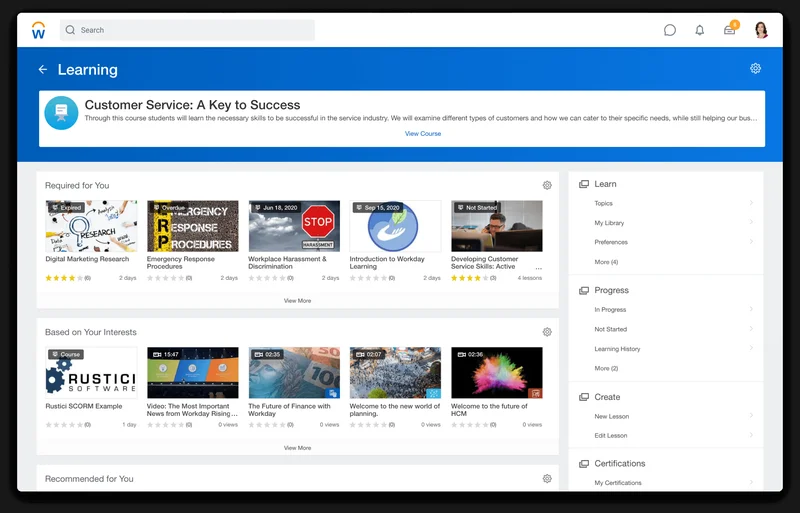 W
Search
4
Learning
Customer Service: A Key to Success
Through this course students will learn the necessary skills to be successful in the service industry. We will examine different types of customers and how we can cater to their specific needs, while still helping our bus…
View Course
Required for You
Expired
Overdue
Jun 18, 2020
Sep 15, 2020
Not Started
RESEARCH
EMERGENCY
RESPONSE
PROCEDURES
ERP
STOP
HARASSMENT
Digital Marketing Research
Emergency Response
Procedures
Workplace Harassment &
Discrimination
Introduction to Workday
Learning
Developing Customer
Service Skills: Active ...
(6) 2 days
(0) 2 days
(0) 2 days
(0) 2 days
(3) 4 lessons
View More
Based on Your Interests
Course
15:47
02:35
02:07
02:36
RUSTICI
SOFTWARE
100
Rustici SCORM Example
Video: The Most Important
News from Workday Rising…
The Future of Finance with
Workday
Welcome to the new world of
planning.
Welcome to the future of
HCM
(0) 1 day
(0) 0 views
(0) 0 views
(0) 0 views
(0) 0 views
View More
Recommended for You
Learn
Topics
My Library
Preferences
More (4)
Progress
In Progress
Not Started
Learning History
More (2)
Create
New Lesson
Edit Lesson
Certifications
My Certifications